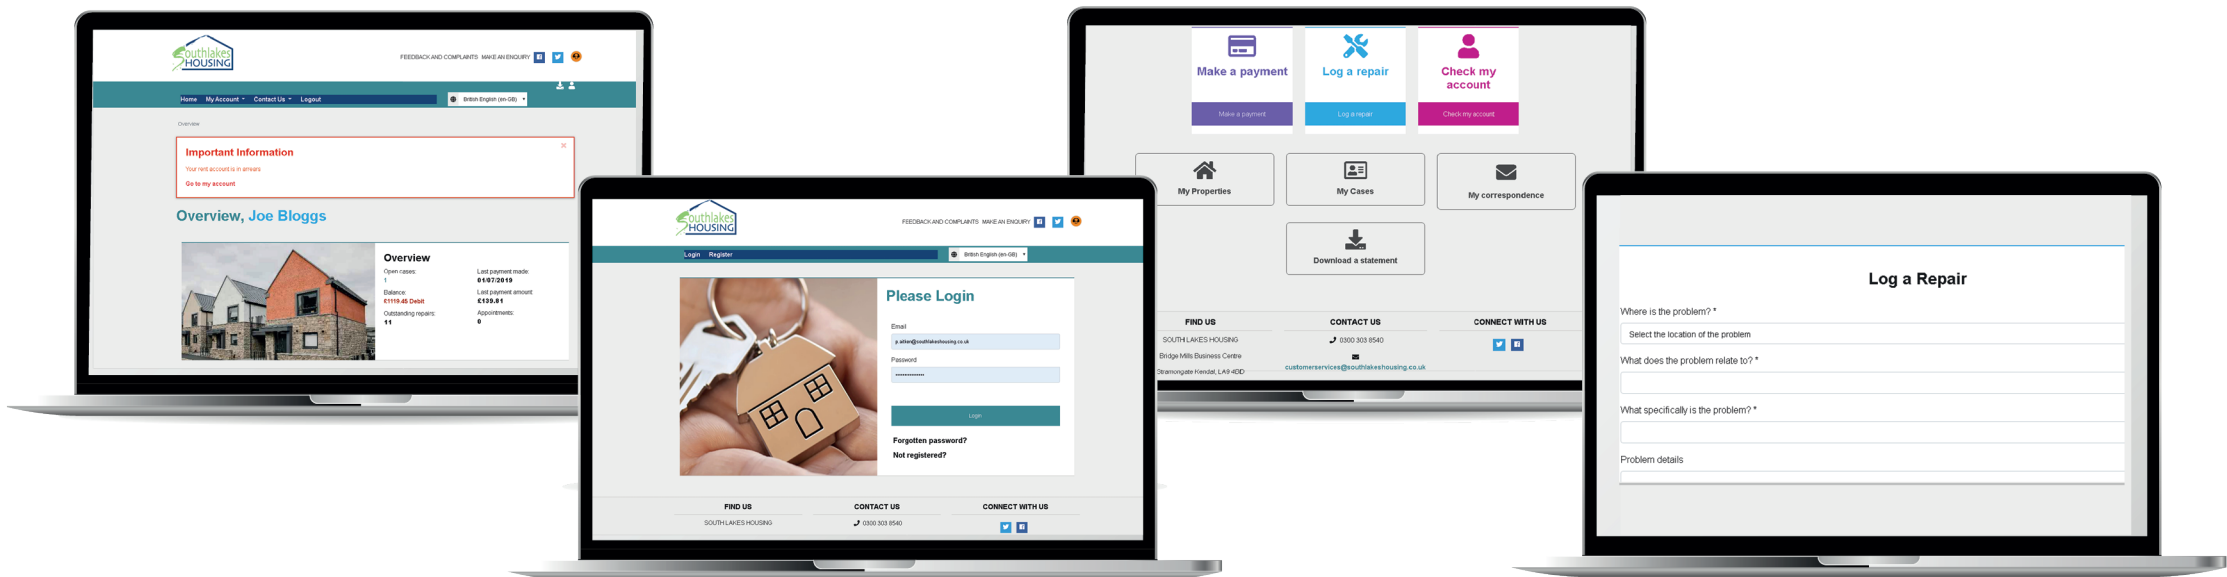 Southlakes
HOUSING
FEEDBACK AND COMPLAINTS MAKE AN ENQUIRY
Home My Account Contact Us Logout
British English (en-GB)
Overview
Important Information
Your rent account is in arrears
Go to my account
Overview, Joe Bloggs
Overview
Open cases:
1
Last payment made:
01/07/2019
Balance:
£1119.45 Debit
Last payment amount:
£139.81
Outstanding repairs:
11
Appointments:
0
Southlakes
HOUSING
FEEDBACK AND COMPLAINTS MAKE AN ENQUIRY
Login Register
British English (en-GB)
Please Login
Email
p.aitken@southlakeshousing.co.uk
Password
Login
Forgotten password?
Not registered?
FIND US
SOUTH LAKES HOUSING
CONTACT US
0300 303 8540
CONNECT WITH US
Make a payment
Make a payment
Log a repair
Log a repair
Check my
account
Check my account
My Properties
My Cases
My correspondence
Download a statement
FIND US
SOUTH LAKES HOUSING
Bridge Mills Business Centre
Stramongate Kendal, LA9 4BD
CONTACT US
0300 303 8540
customerservices@southlakeshousing.co.uk
CONNECT WITH US
Log a Repair
Where is the problem? *
Select the location of the problem
What does the problem relate to? *
What specifically is the problem? *
Problem details